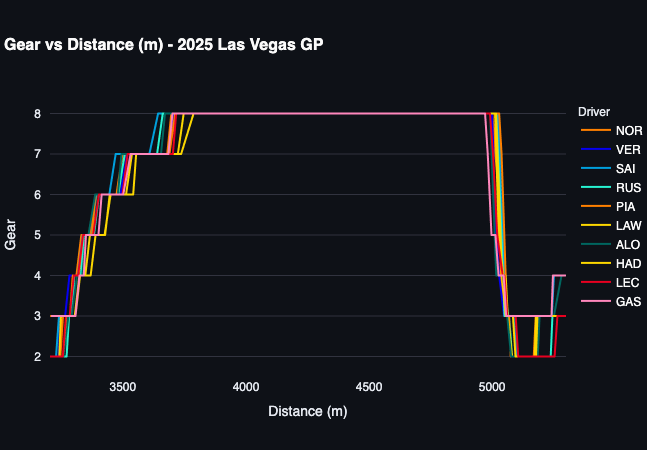 Gear vs Distance (m) - 2025 Las Vegas GP
Driver
NOR
VER
SAI
RUS
PIA
LAW
ALO
HAD
LEC
GAS
Gear
8
7
6
5
4
3
2
3500 4000 4500 5000
Distance (m)